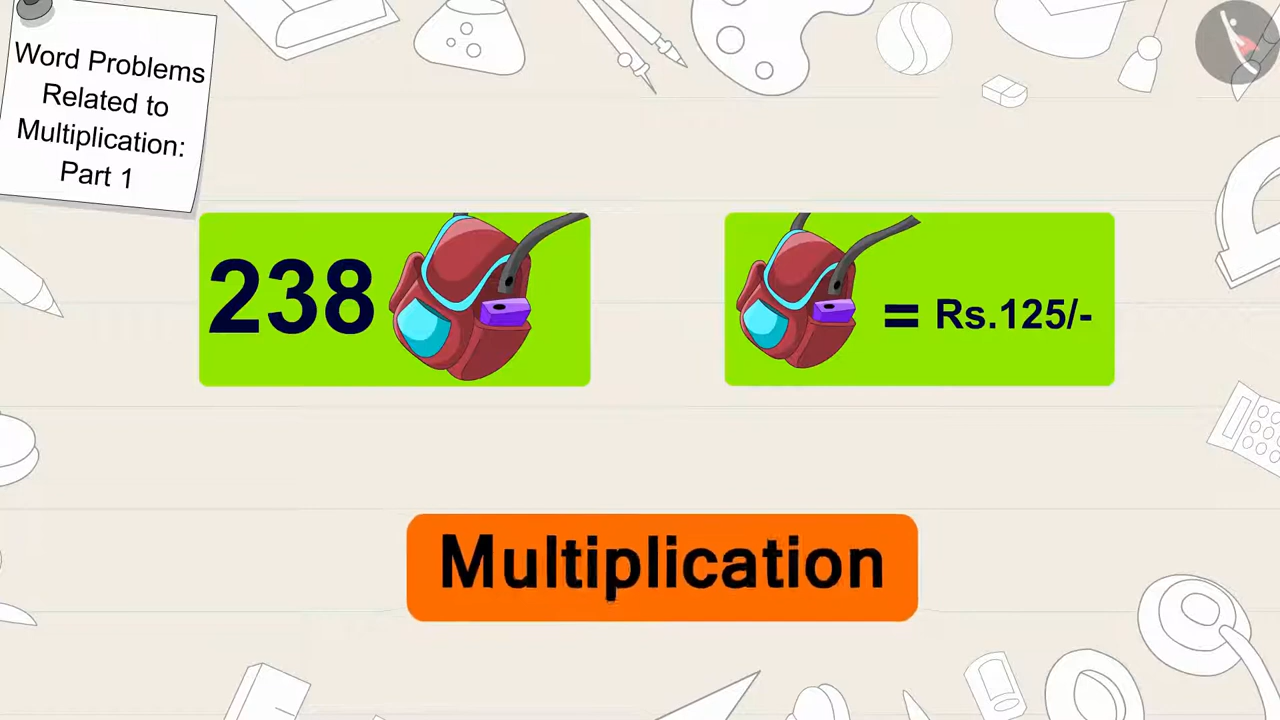 Word Problems
Related to
Multiplication:
Part 1
238
= Rs.125/-
Multiplication